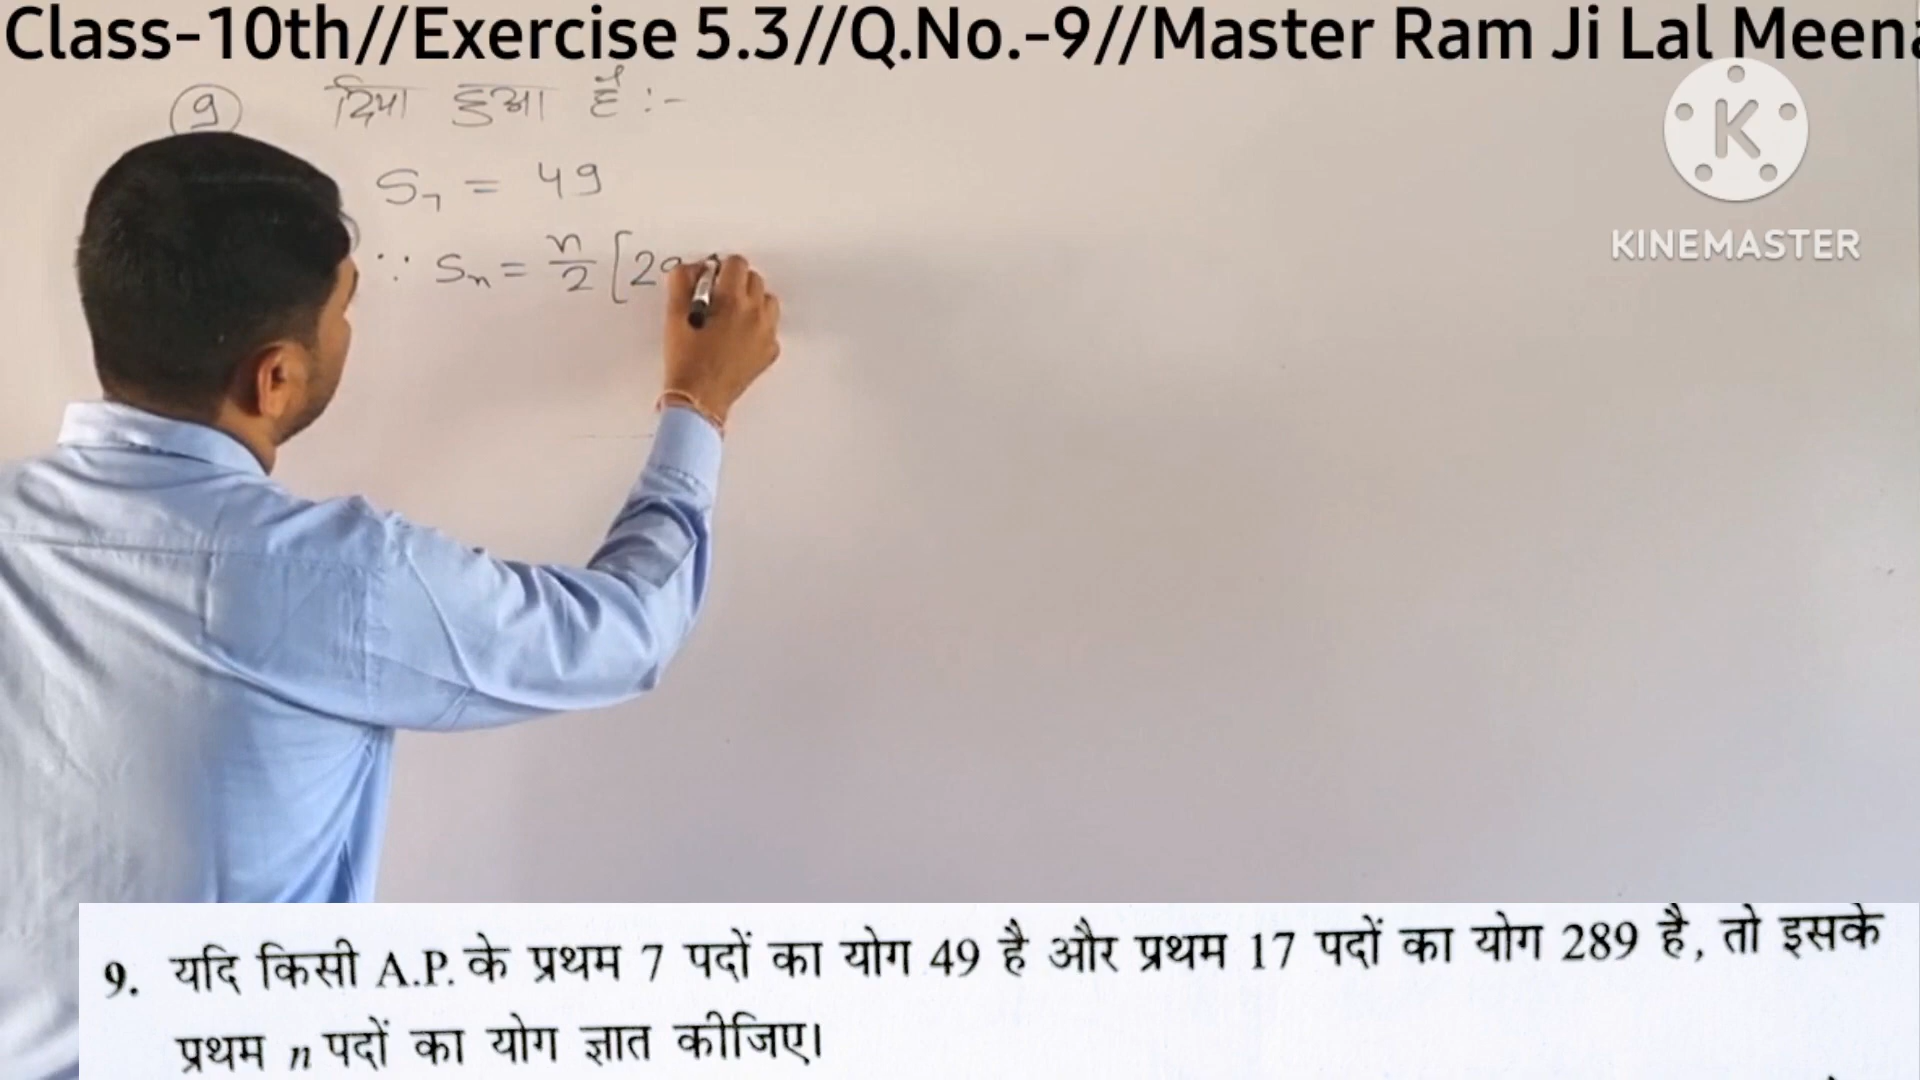 Class-10th//Exercise 5.3//Q.No.-9//Master Ram Ji Lal Meena
9 दिया हुआ है :-
S₇ = 49
KINEMASTER
∵ Sₙ = n/2 [2a
9. यदि किसी A.P. के प्रथम 7 पदों का योग 49 है और प्रथम 17 पदों का योग 289 है, तो इसके
प्रथम n पदों का योग ज्ञात कीजिए।